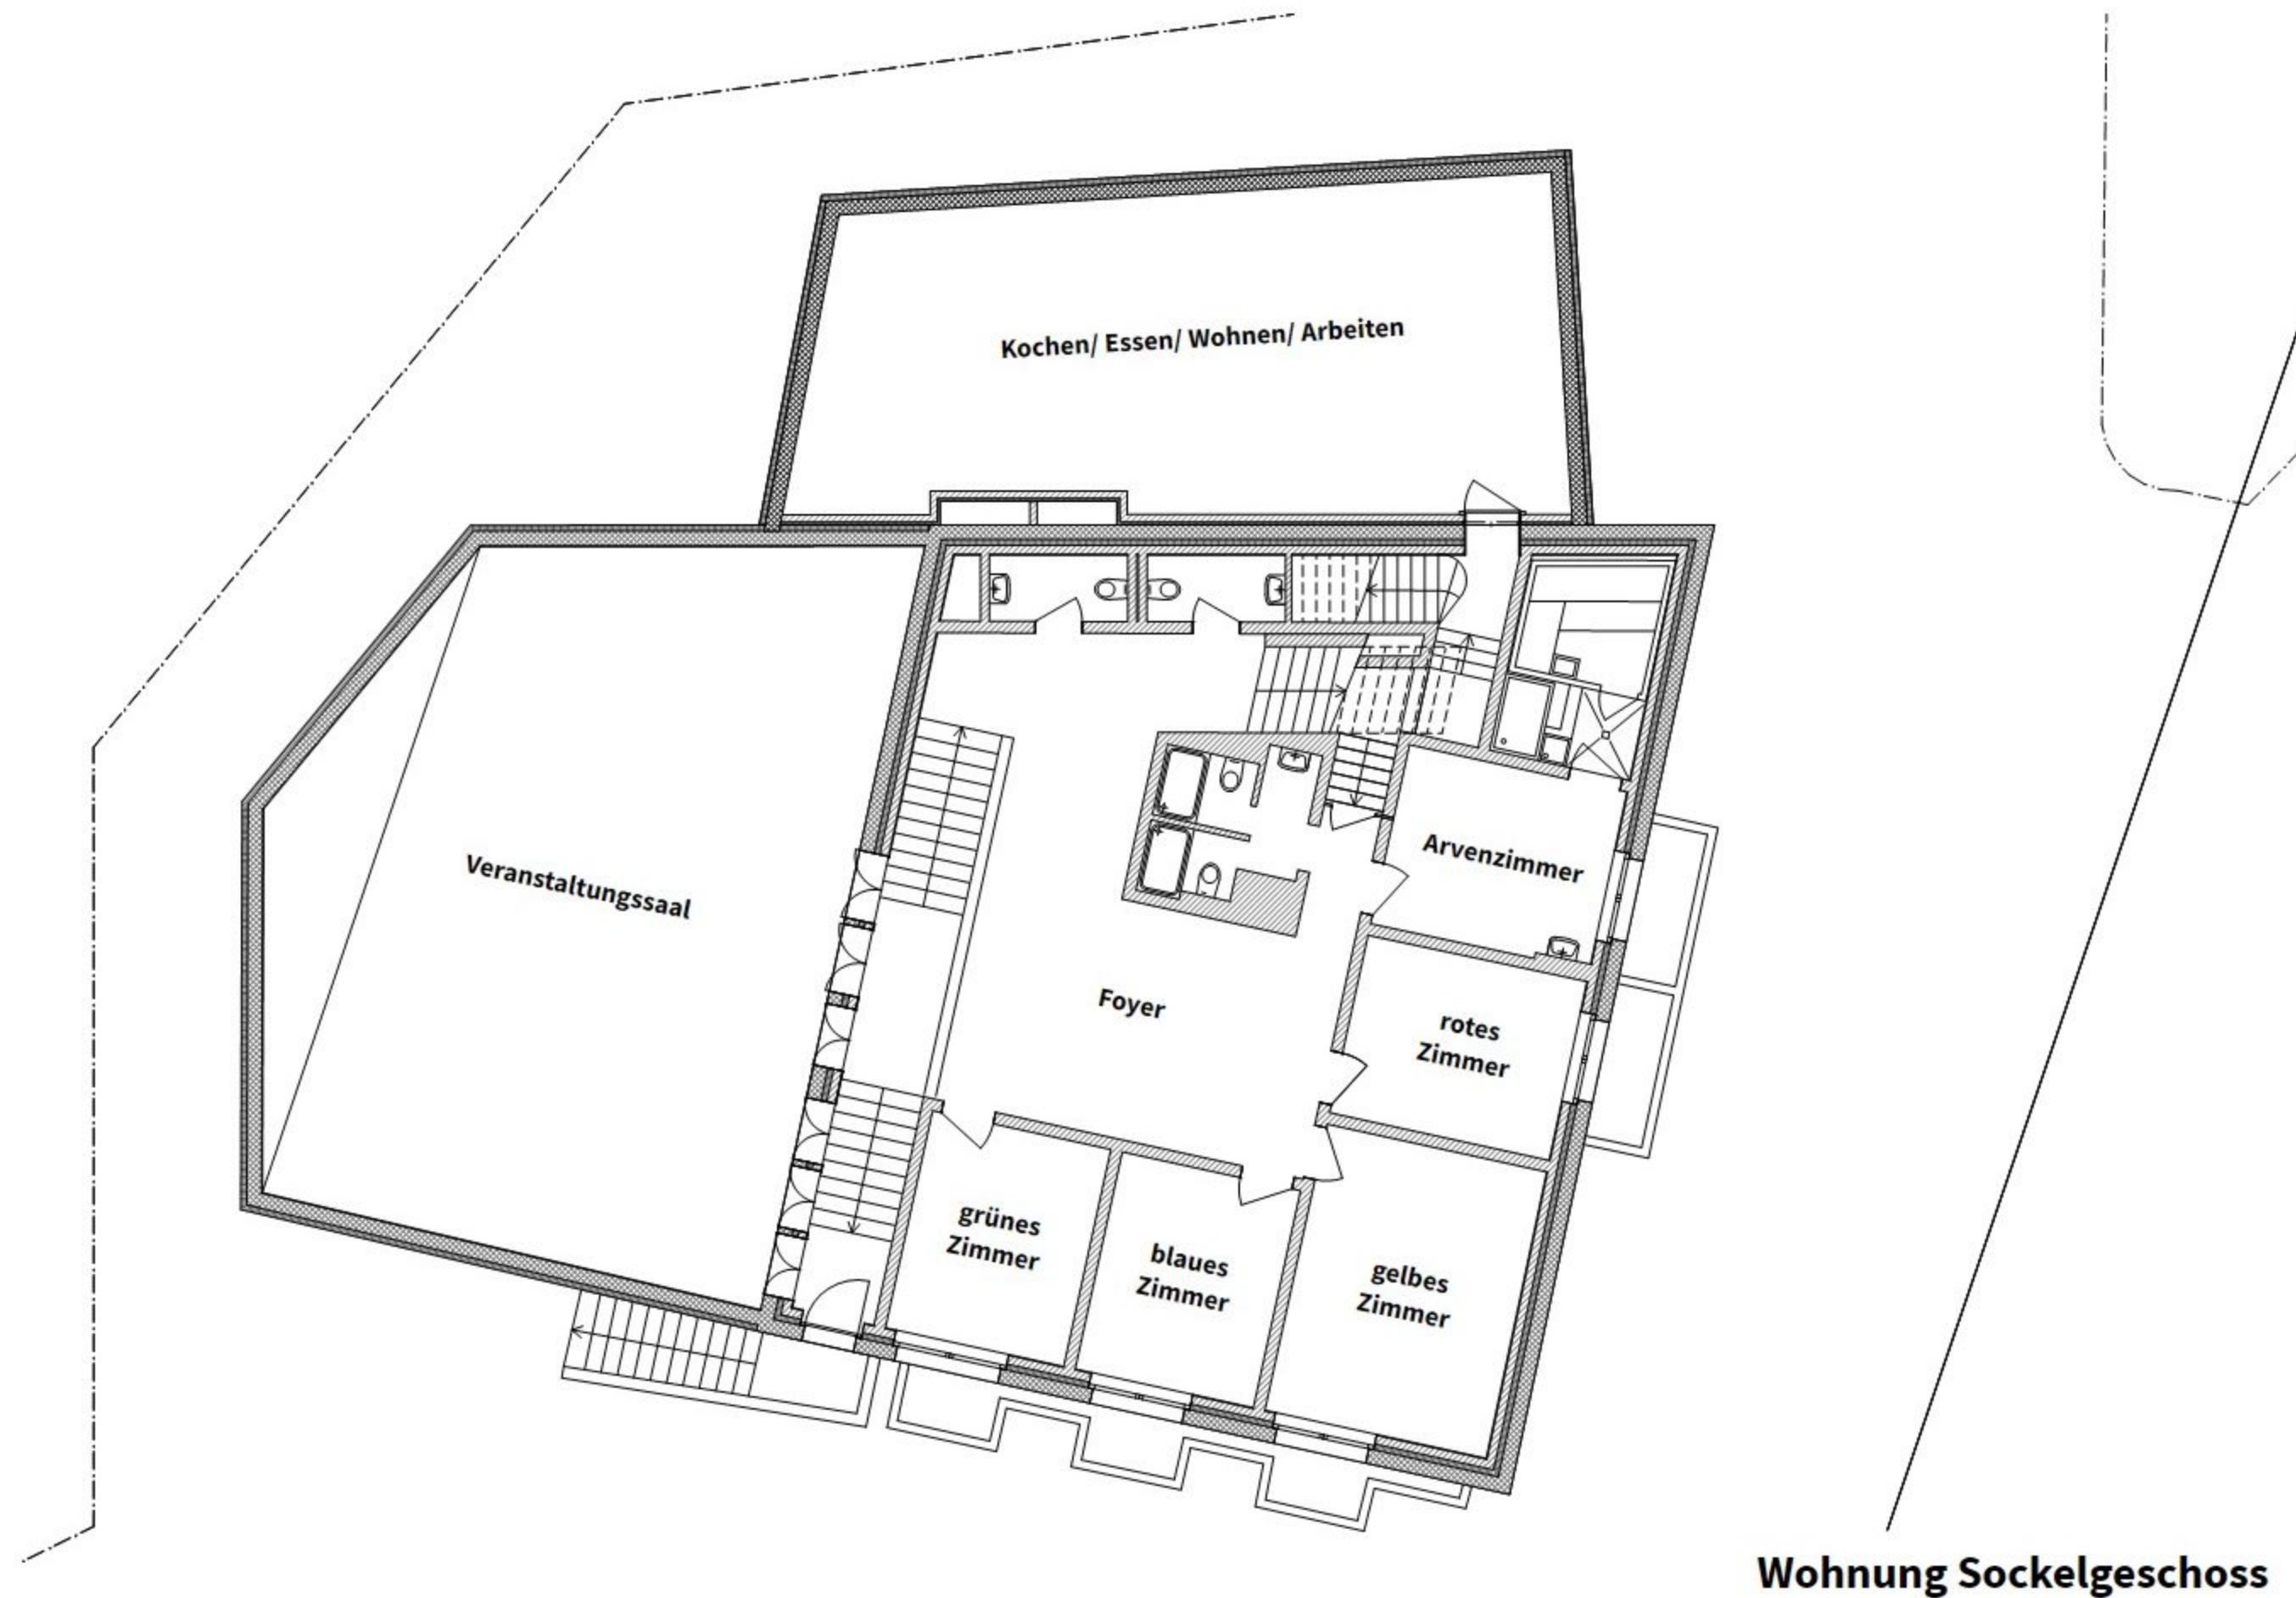 Kochen/ Essen/ Wohnen/ Arbeiten
Veranstaltungssaal
Arvenzimmer
Foyer
rotes
Zimmer
grünes
Zimmer
blaues
Zimmer
gelbes
Zimmer
Wohnung Sockelgeschoss